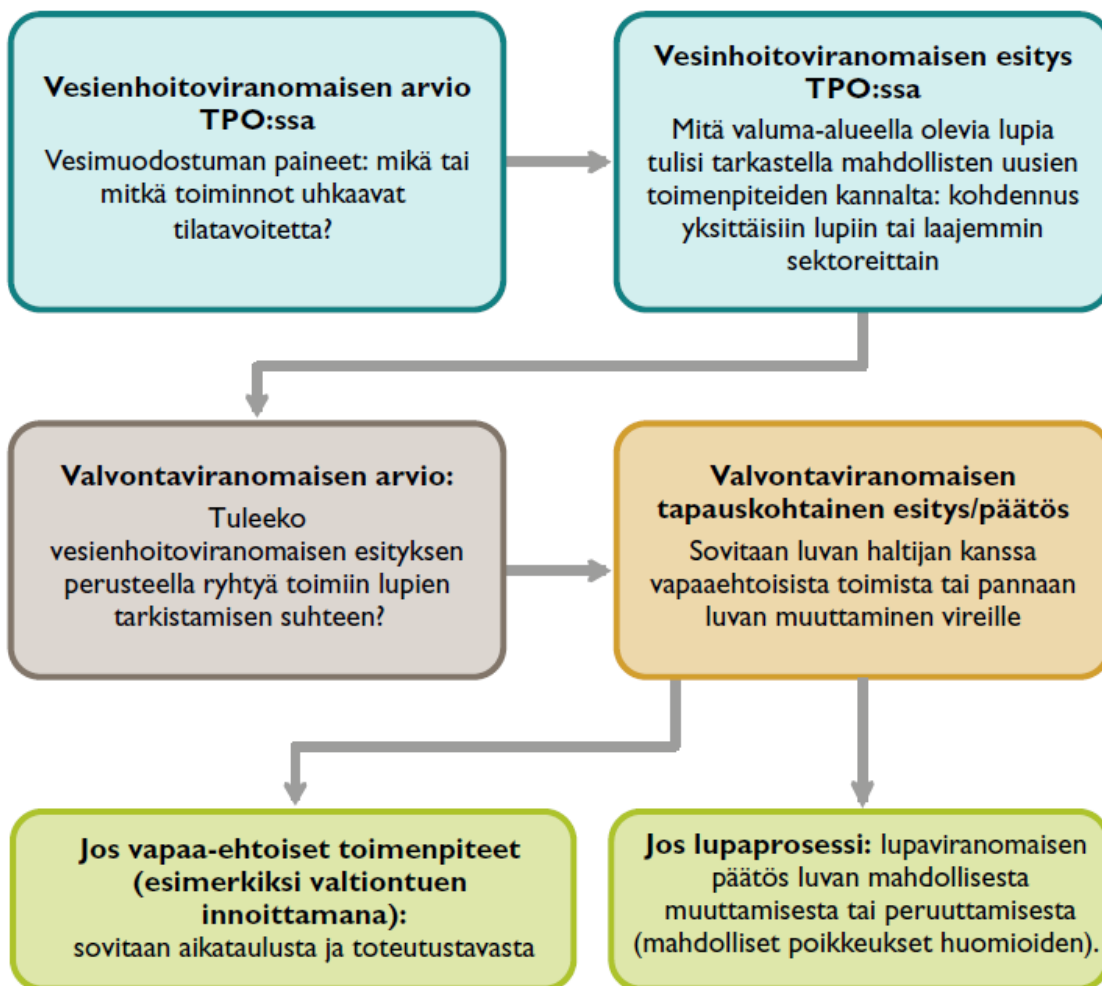 Vesienhoitoviranomaisen arvio
TPO:ssa
Vesimuodostuman paineet: mikä tai
mitkä toiminnot uhkaavat
tilatavoitetta?
Vesinhoitoviranomaisen esitys
TPO:ssa
Mitä valuma-alueella olevia lupia
tulisi tarkastella mahdollisten uusien
toimenpiteiden kannalta: kohdennus
yksittäisiin lupiin tai laajemmin
sektoreittain
Valvontaviranomaisen arvio:
Tuleeko
vesienhoitoviranomaisen esityksen
perusteella ryhtyä toimiin lupien
tarkistamisen suhteen?
Valvontaviranomaisen
tapauskohtainen esitys/päätös
Sovitaan luvan haltijan kanssa
vapaaehtoisista toimista tai pannaan
luvan muuttaminen vireille
Jos vapaa-ehtoiset toimenpiteet
(esimerkiksi valtiontuen
innoittamana):
sovitaan aikataulusta ja toteutustavasta
Jos lupaprosessi: lupaviranomaisen
päätös luvan mahdollisesta
muuttamisesta tai peruuttamisesta
(mahdolliset poikkeukset huomioiden).